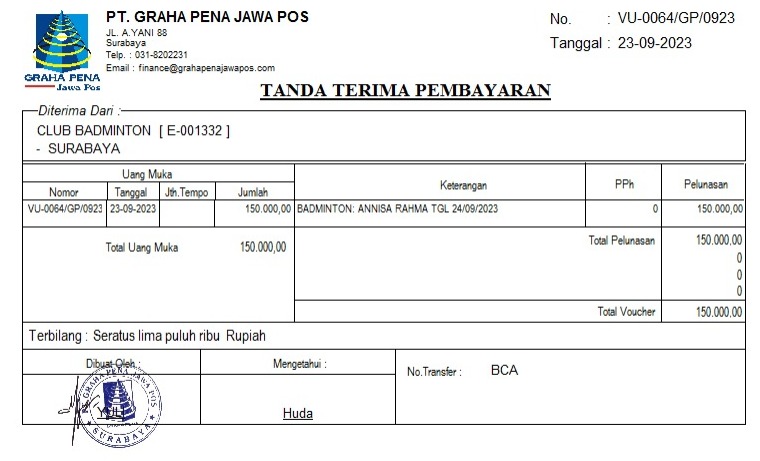 PT. GRAHA PENA JAWA POS
JL. A.YANI 88
Surabaya
Telp. : 031-8202231
Email : finance@grahapenajawapos.com
GRAHA PENA
Jawa Pos
No. : VU-0064/GP/0923
Tanggal : 23-09-2023
TANDA TERIMA PEMBAYARAN
Diterima Dari :
CLUB BADMINTON [ E-001332 ]
- SURABAYA
Uang Muka Keterangan PPh Pelunasan
Nomor Tanggal Jth.Tempo Jumlah
VU-0064/GP/0923 23-09-2023 150.000,00 BADMINTON: ANNISA RAHMA TGL 24/09/2023 0 150.000,00
Total Uang Muka 150.000,00 Total Pelunasan 150.000,00
0
0
0
Total Voucher 150.000,00
Terbilang : Seratus lima puluh ribu Rupiah
Dibuat Oleh : Mengetahui : No.Transfer : BCA
GRAHA PENA JAWA POS
SURABAYA
Huda